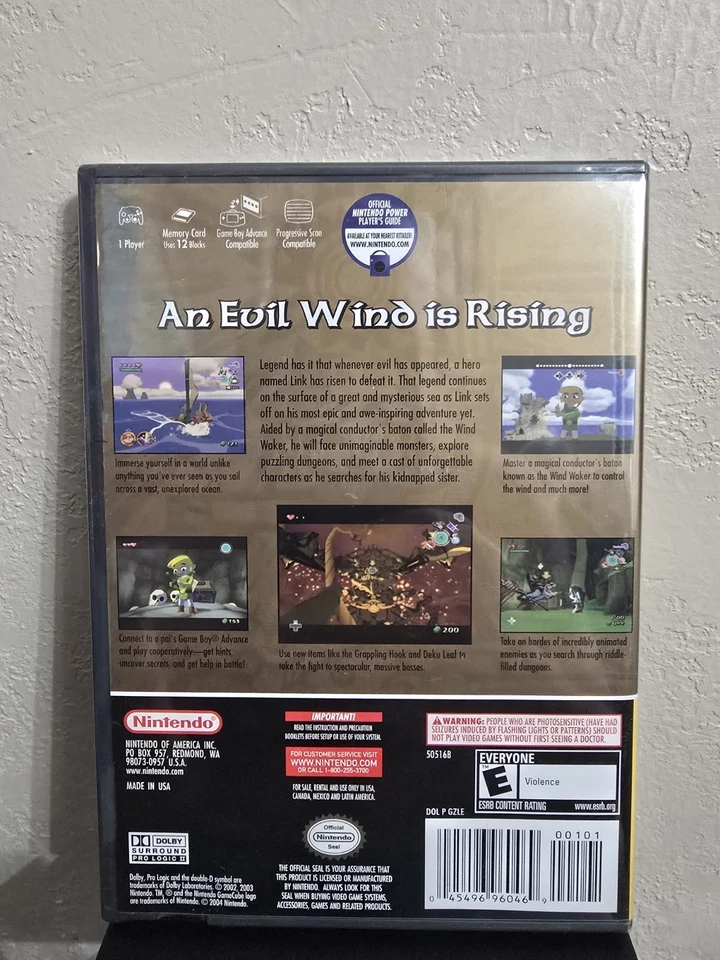 1 Player
Memory Card
Uses 12 Blocks
Game Boy Advance
Compatible
Progressive Scan
Compatible
OFFICIAL
NINTENDO POWER
PLAYER'S GUIDE
AVAILABLE AT YOUR NEAREST RETAILER!
WWW.NINTENDO.COM
An Evil Wind is Rising
Legend has it that whenever evil has appeared, a hero
named Link has risen to defeat it. That legend continues
on the surface of a great and mysterious sea as Link sets
off on his most epic and awe-inspiring adventure yet.
Aided by a magical conductor's baton called the Wind
Waker, he will face unimaginable monsters, explore
puzzling dungeons, and meet a cast of unforgettable
characters as he searches for his kidnapped sister.
Immerse yourself in a world unlike
anything you've ever seen as you sail
across a vast, unexplored ocean.
Master a magical conductor's baton
known as the Wind Waker to control
the wind and much more!
165
200
Connect to a pal's Game Boy® Advance
and play cooperatively—get hints,
uncover secrets, and get help in battle!
Use new items like the Grappling Hook and Deku Leaf to
take the fight to spectacular, massive bosses.
Take on hordes of incredibly animated
enemies as you search through riddle-
filled dungeons.
Nintendo®
NINTENDO OF AMERICA INC.
PO BOX 957, REDMOND, WA
98073-0957 U.S.A.
www.nintendo.com
MADE IN USA
IMPORTANT!
READ THE INSTRUCTION AND PRECAUTION
BOOKLETS BEFORE SETUP OR USE OF YOUR SYSTEM.
FOR CUSTOMER SERVICE VISIT
WWW.NINTENDO.COM
OR CALL 1-800-255-3700
FOR SALE, RENTAL AND USE ONLY IN USA,
CANADA, MEXICO AND LATIN AMERICA.
WARNING: PEOPLE WHO ARE PHOTOSENSITIVE (HAVE HAD
SEIZURES INDUCED BY FLASHING LIGHTS OR PATTERNS) SHOULD
NOT PLAY VIDEO GAMES WITHOUT FIRST SEEING A DOCTOR.
50516B
EVERYONE
E
TM
Violence
ESRB CONTENT RATING
www.esrb.org
DOL P GZLE
DOLBY
SURROUND
PRO LOGIC II
Dolby, Pro Logic and the double-D symbol are
trademarks of Dolby Laboratories. © 2002, 2003
Nintendo. TM, ® and the Nintendo GameCube logo
are trademarks of Nintendo. © 2004 Nintendo.
Official
Nintendo
Seal
THE OFFICIAL SEAL IS YOUR ASSURANCE THAT
THIS PRODUCT IS LICENSED OR MANUFACTURED
BY NINTENDO. ALWAYS LOOK FOR THIS
SEAL WHEN BUYING VIDEO GAME SYSTEMS,
ACCESSORIES, GAMES AND RELATED PRODUCTS.
00101
0 45496 96046 9